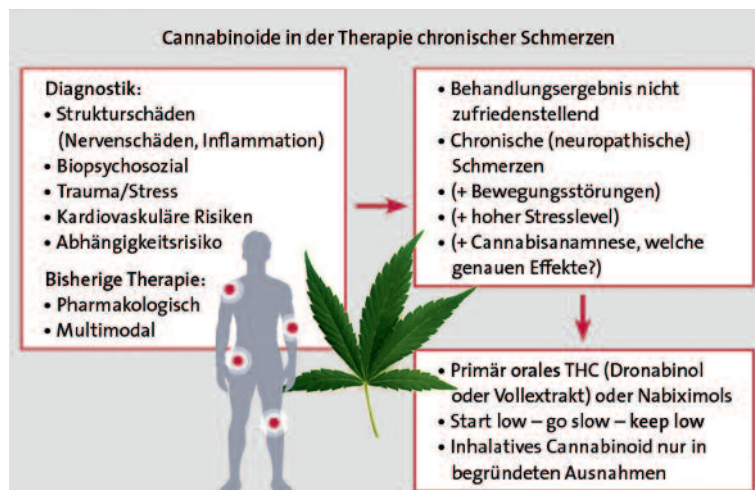 Cannabinoide in der Therapie chronischer Schmerzen
Diagnostik:
• Strukturschäden
(Nervenschäden, Inflammation)
• Biopsychosozial
• Trauma/Stress
• Kardiovaskuläre Risiken
• Abhängigkeitsrisiko
Bisherige Therapie:
• Pharmakologisch
• Multimodal
• Behandlungsergebnis nicht
zufriedenstellend
• Chronische (neuropathische)
Schmerzen
• (+ Bewegungsstörungen)
• (+ hoher Stresslevel)
• (+ Cannabisanamnese, welche
genauen Effekte?)
• Primär orales THC (Dronabinol
oder Vollextrakt) oder Nabiximols
• Start low – go slow – keep low
• Inhalatives Cannabinoid nur in
begründeten Ausnahmen